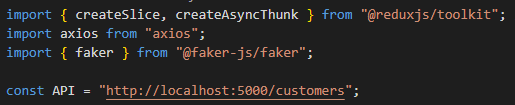 import { createSlice, createAsyncThunk } from "@reduxjs/toolkit";
import axios from "axios";
import { faker } from "@faker-js/faker";
const API = "http://localhost:5000/customers";